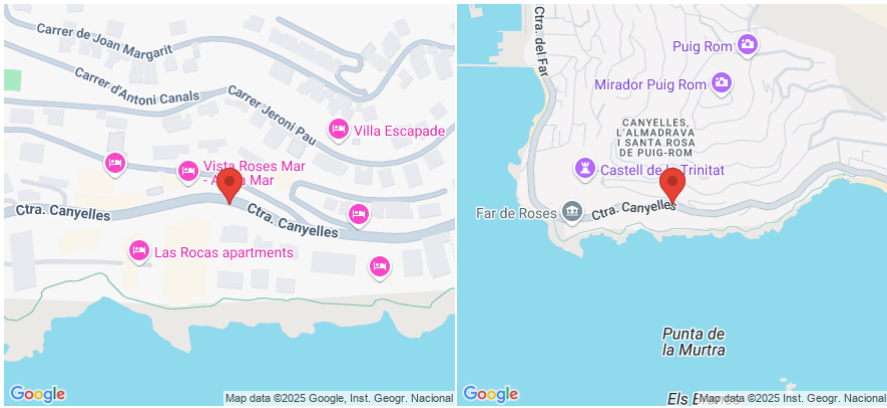 Carrer de Joan Margarit
Carrer d'Antoni Canals
Carrer Jeroni Pau
Villa Escapade
Vista Roses
Mar
Ctra. Canyelles
Ctra. Canyelles
Las Rocas apartments
Google
Map data ©2025 Google, Inst. Geogr. Nacional
Ctra. del Far
Puig Rom
Mirador Puig Rom
CANYELLES,
L'ALMADRAVA
I SANTA ROSA
DE PUIG-ROM
Castell de
Trinitat
Far de Roses
Ctra. Canyelles
Punta de
la Murtra
Els
Google
Map data ©2025 Google, Inst. Geogr. Nacional